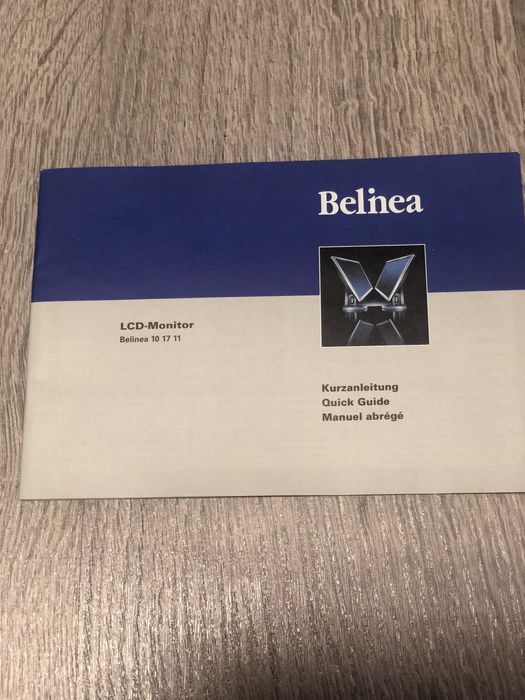 Belinea
LCD-Monitor
Belinea 10 17 11
Kurzanleitung
Quick Guide
Manuel abrégé